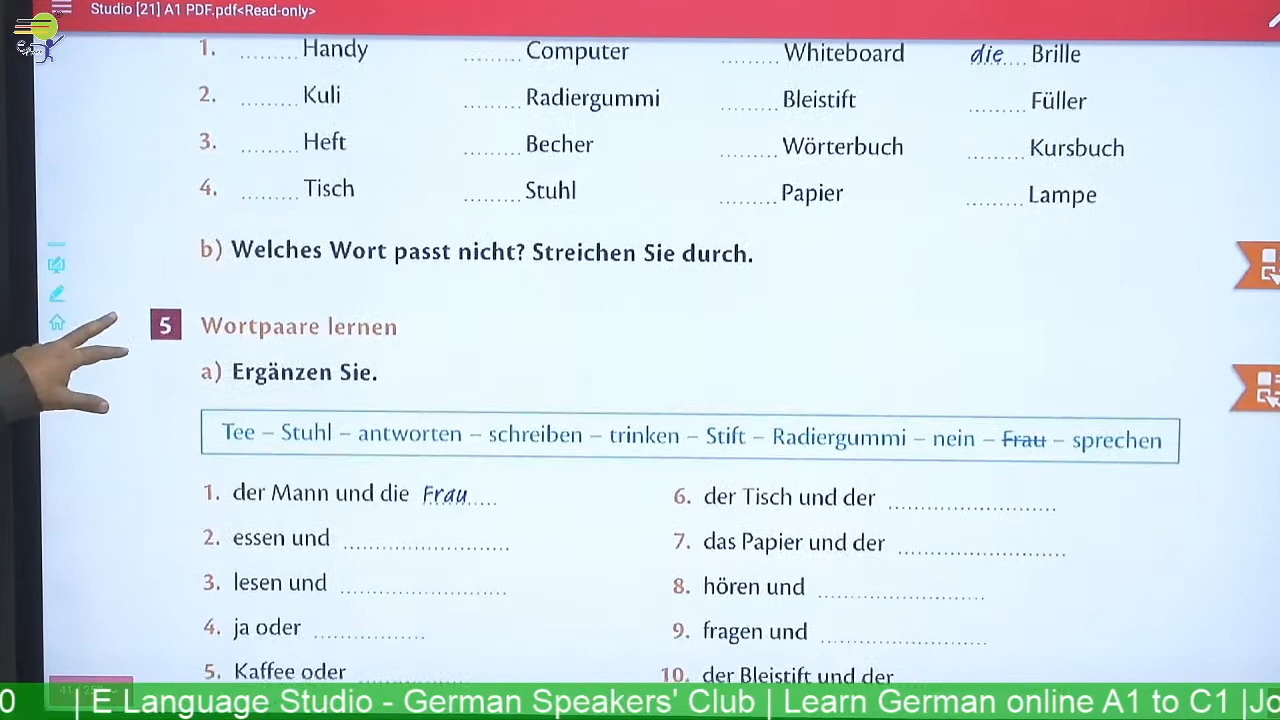 Studio [21] A1 PDF.pdf<Read-only>
1. ......... Handy ......... Computer ......... Whiteboard die .... Brille
2. ......... Kuli ......... Radiergummi ......... Bleistift ......... Füller
3. ......... Heft ......... Becher ......... Wörterbuch ......... Kursbuch
4. ......... Tisch ......... Stuhl ......... Papier ......... Lampe
b) Welches Wort passt nicht? Streichen Sie durch.
5 Wortpaare lernen
a) Ergänzen Sie.
Tee – Stuhl – antworten – schreiben – trinken – Stift – Radiergummi – nein – Frau – sprechen
1. der Mann und die Frau
2. essen und
3. lesen und
4. ja oder
5. Kaffee oder
6. der Tisch und der
7. das Papier und der
8. hören und
9. fragen und
10. der Bleistift und der
0 | E Language Studio - German Speakers' Club | Learn German online A1 to C1 |Jo